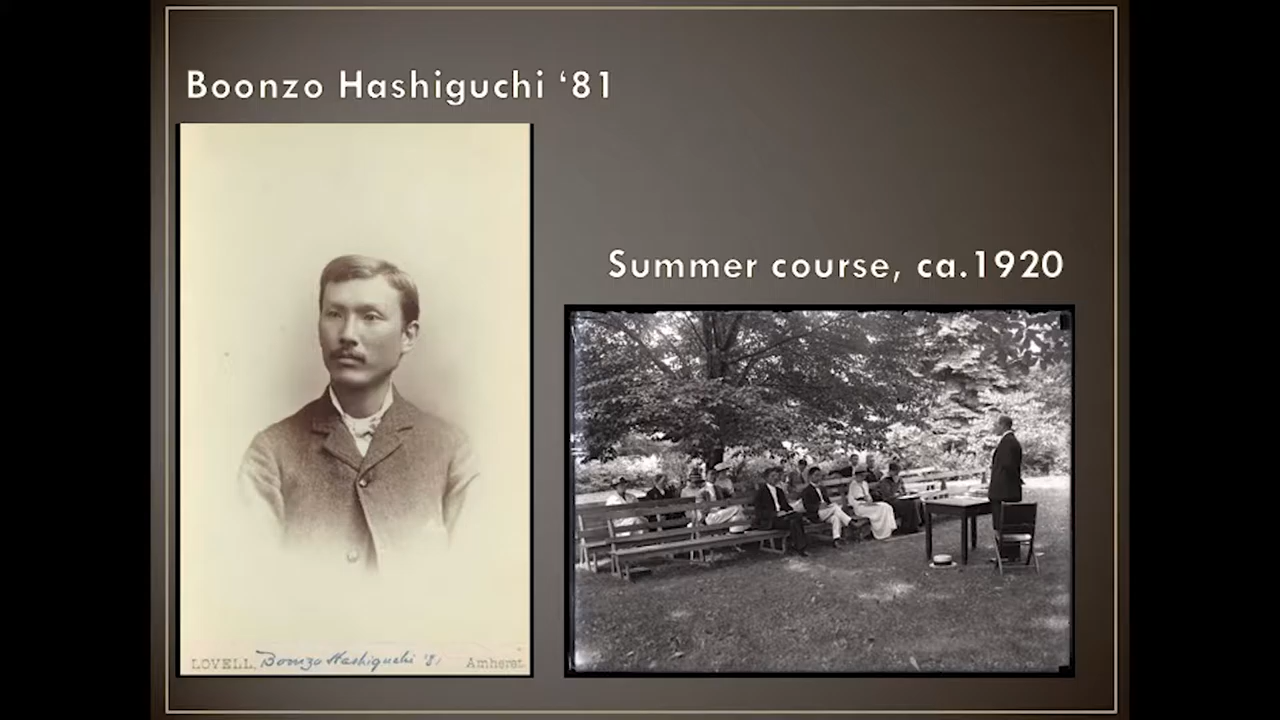 Boonzo Hashiguchi ‘81
Summer course, ca.1920
LOVELL, Boonzo Hashiguchi '81 Amherst